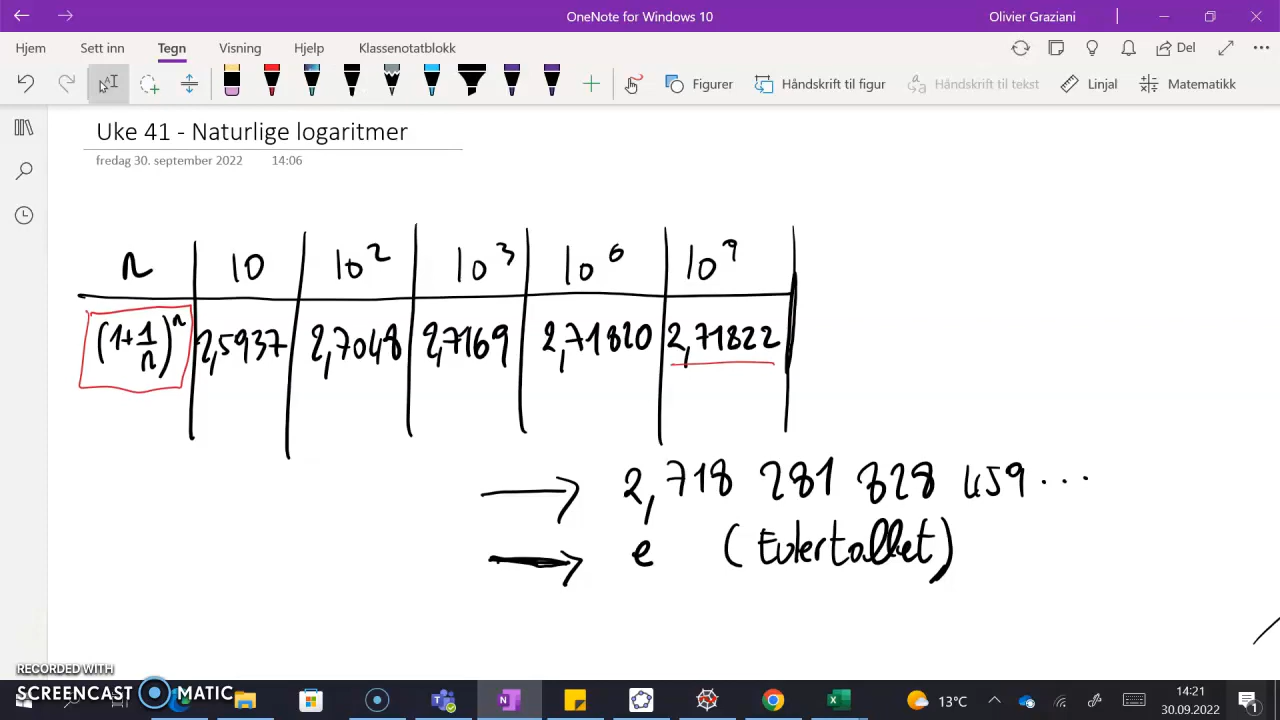 OneNote for Windows 10
Olivier Graziani
Hjem Sett inn Tegn Visning Hjelp Klassenotatblokk
Del
Figurer Håndskrift til figur Håndskrift til tekst Linjal Matematikk
Uke 41 - Naturlige logaritmer
fredag 30. september 2022 14:06
n 10 10² 10³ 10⁶ 10⁹
(1+1/n)ⁿ 2,5937 2,7048 2,7169 2,71820 2,71822
→ 2,718 281 828 459...
→ e (Eulertallet)
RECORDED WITH
SCREENCAST MATIC
13°C
14:21
30.09.2022
1